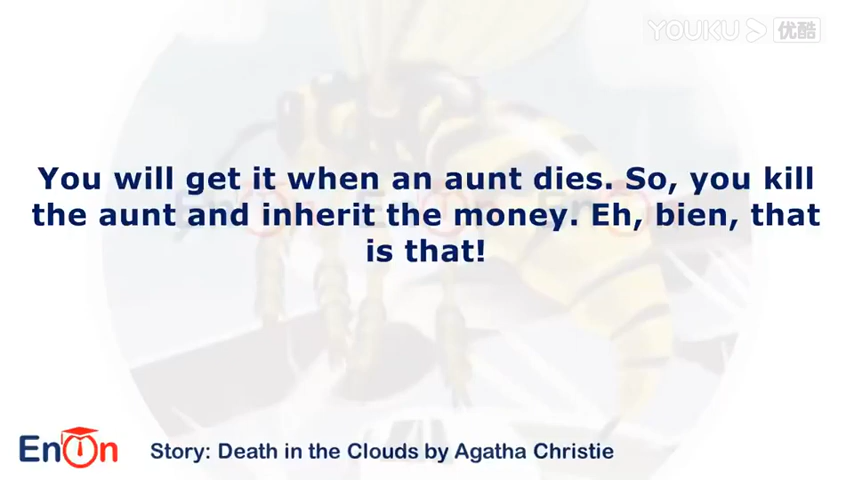 YOUKU 优酷
You will get it when an aunt dies. So, you kill
the aunt and inherit the money. Eh, bien, that
is that!
EnOn
Story: Death in the Clouds by Agatha Christie